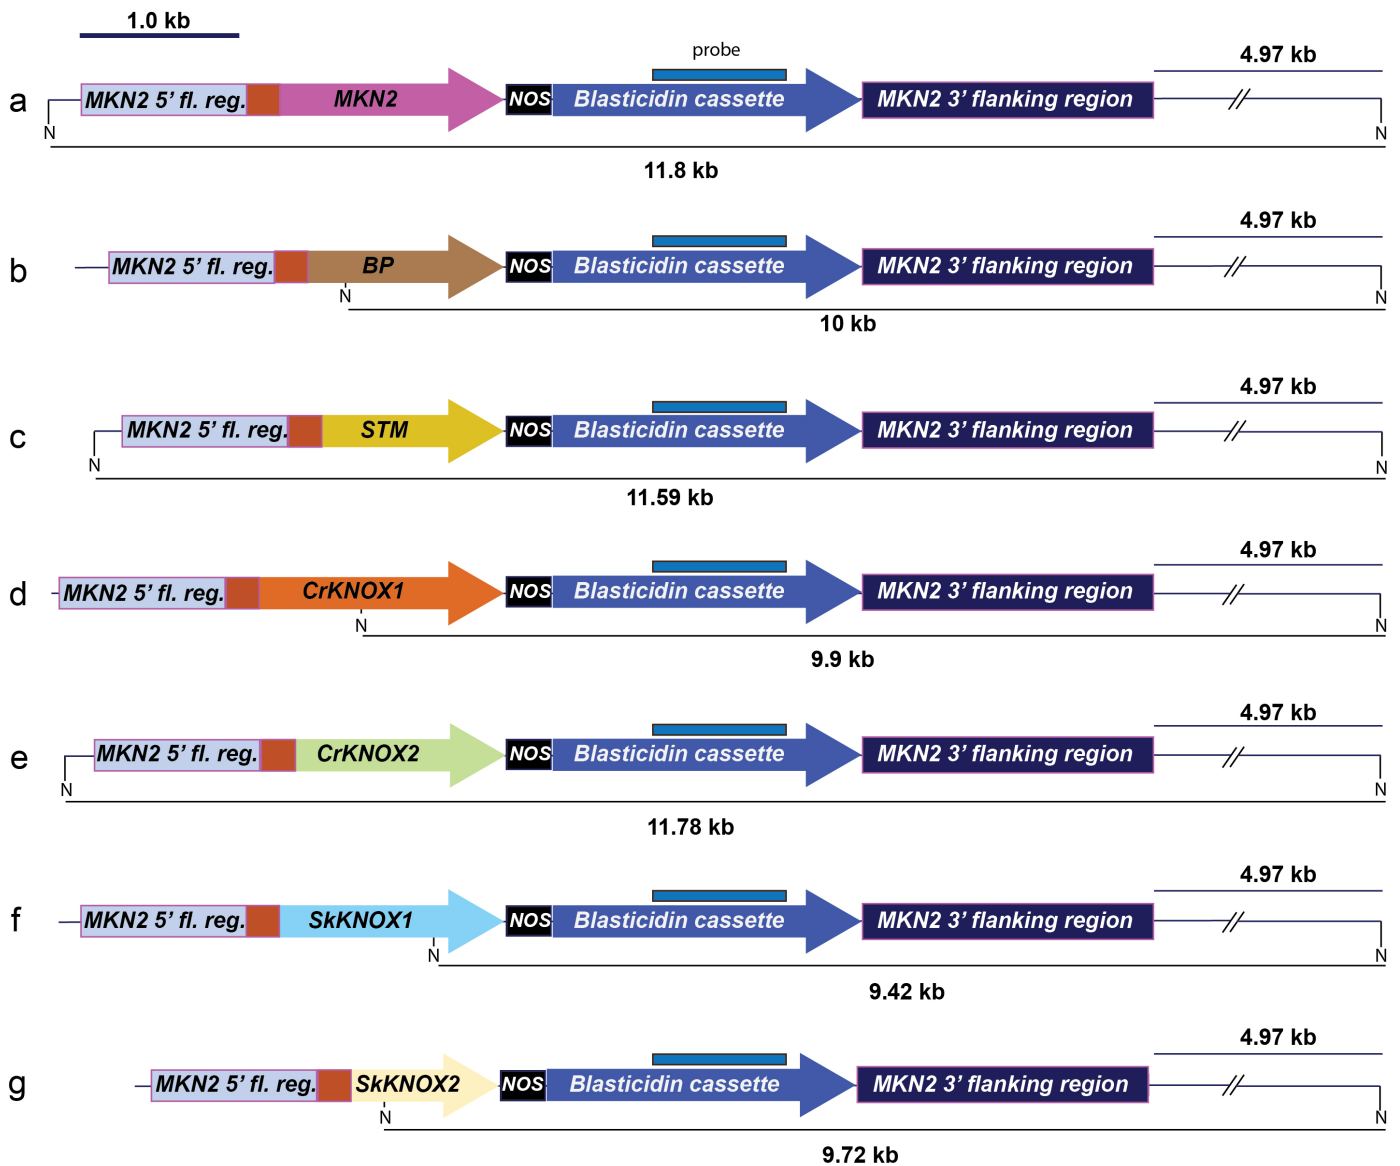 1.0 kb
probe
4.97 kb
a
MKN2 5’ fl. reg.
MKN2
NOS
Blasticidin cassette
MKN2 3’ flanking region
N
N
11.8 kb
4.97 kb
b
MKN2 5’ fl. reg.
BP
NOS
Blasticidin cassette
MKN2 3’ flanking region
N
N
10 kb
4.97 kb
c
MKN2 5’ fl. reg.
STM
NOS
Blasticidin cassette
MKN2 3’ flanking region
N
N
11.59 kb
4.97 kb
d
MKN2 5’ fl. reg.
CrKNOX1
NOS
Blasticidin cassette
MKN2 3’ flanking region
N
N
9.9 kb
4.97 kb
e
MKN2 5’ fl. reg.
CrKNOX2
NOS
Blasticidin cassette
MKN2 3’ flanking region
N
N
11.78 kb
4.97 kb
f
MKN2 5’ fl. reg.
SkKNOX1
NOS
Blasticidin cassette
MKN2 3’ flanking region
N
N
9.42 kb
4.97 kb
g
MKN2 5’ fl. reg.
SkKNOX2
NOS
Blasticidin cassette
MKN2 3’ flanking region
N
N
9.72 kb